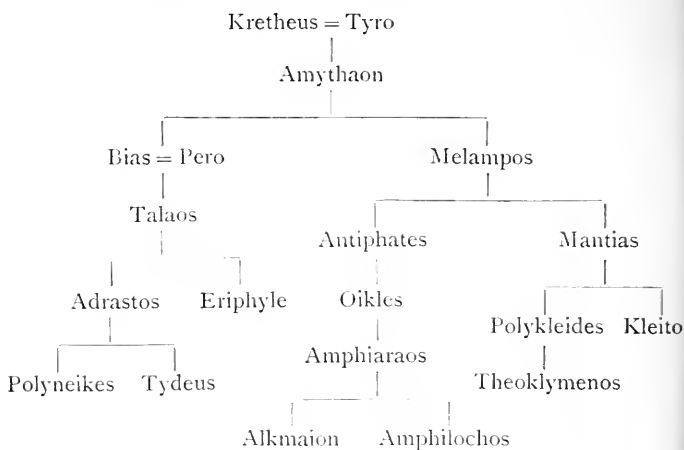 Kretheus = Tyro
Amythaon
Bias = Pero Melampos
Talaos
Antiphates Mantias
Adrastos Eriphyle Oikles
Polykleides Kleito
Amphiaraos
Polyneikes Tydeus Theoklymenos
Alkmaion Amphilochos